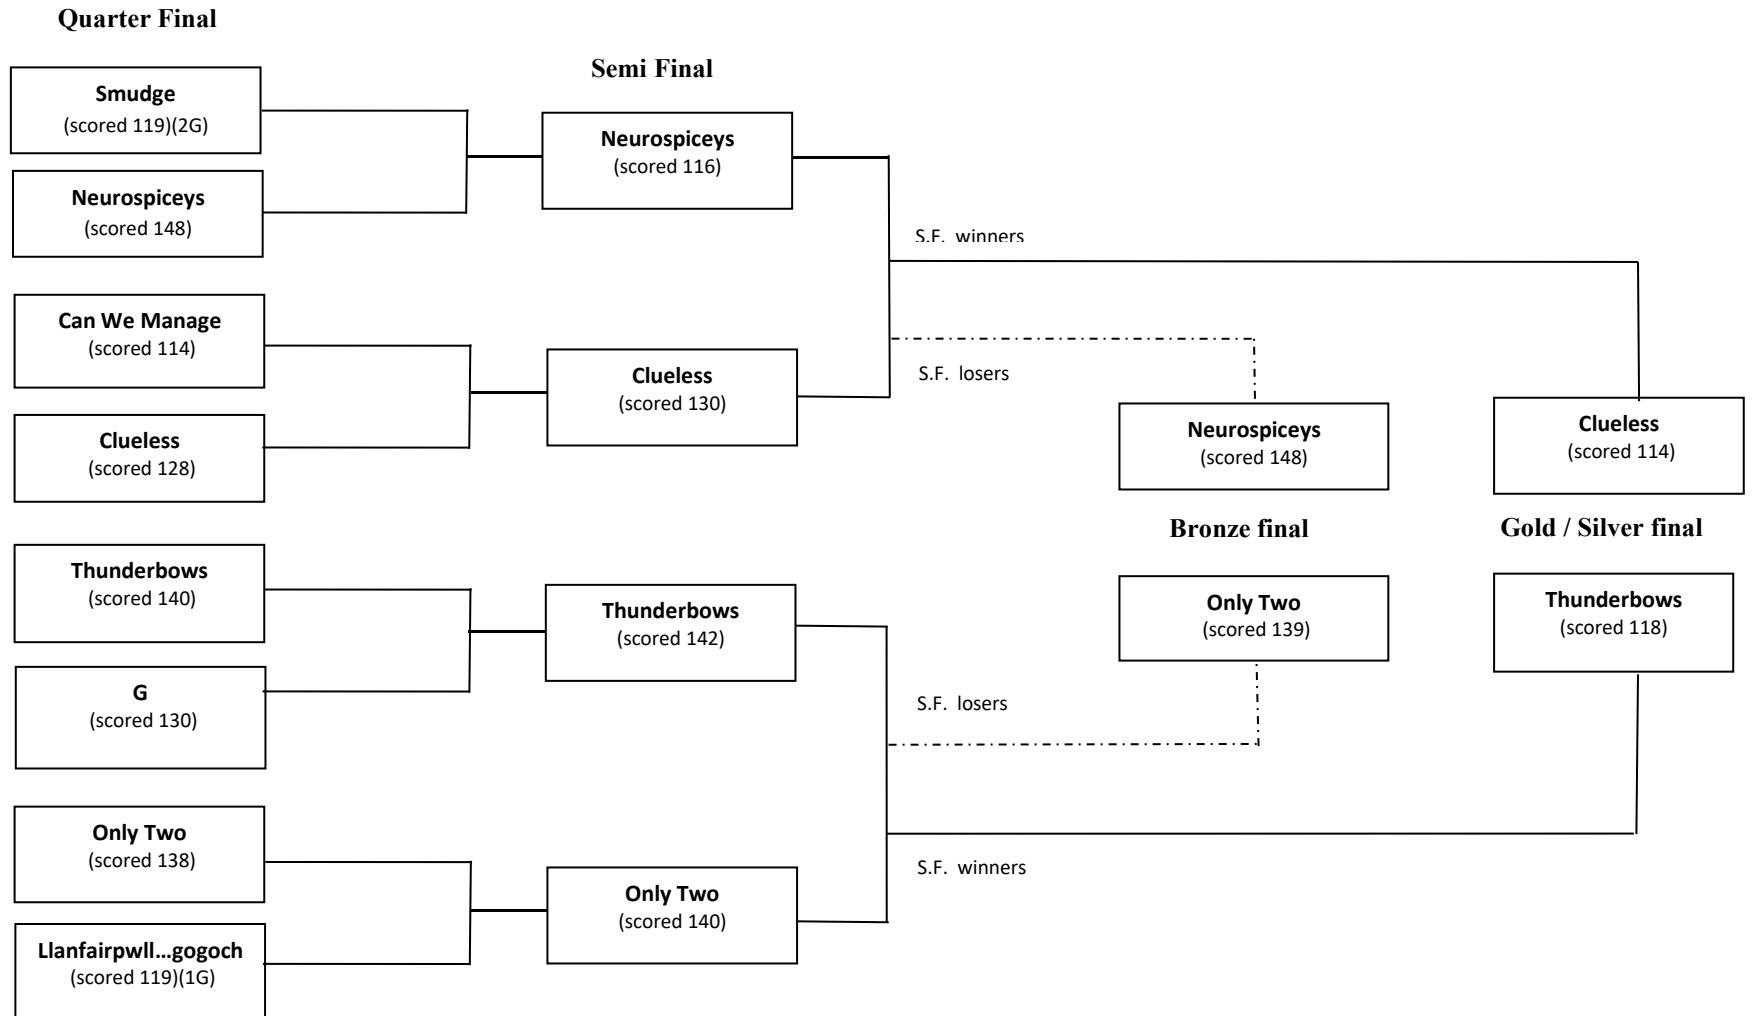 Quarter Final
Semi Final
Smudge
(scored 119)(2G)
Neurospiceys
(scored 148)
Neurospiceys
(scored 116)
S.F. winners
Can We Manage
(scored 114)
Clueless
(scored 128)
Clueless
(scored 130)
S.F. losers
Neurospiceys
(scored 148)
Clueless
(scored 114)
Bronze final
Gold / Silver final
Thunderbows
(scored 140)
G
(scored 130)
Thunderbows
(scored 142)
Only Two
(scored 139)
Thunderbows
(scored 118)
S.F. losers
Only Two
(scored 138)
Llanfairpwll...gogoch
(scored 119)(1G)
Only Two
(scored 140)
S.F. winners